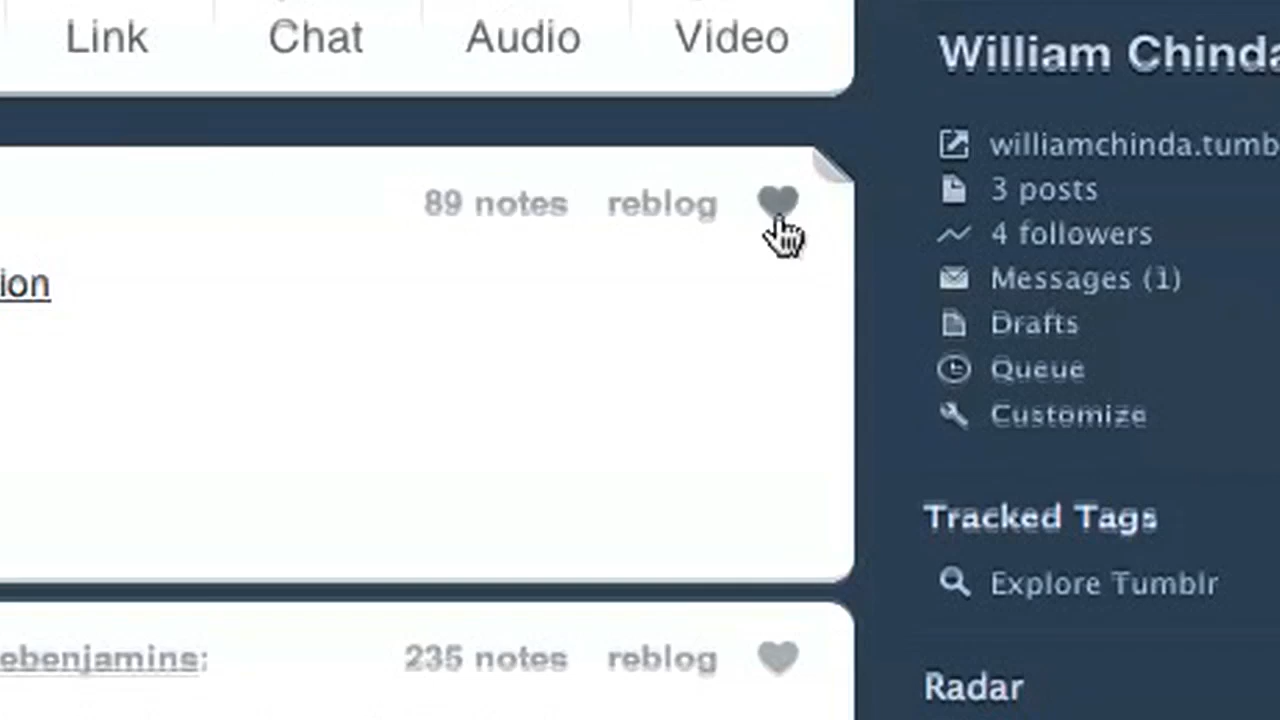 Link Chat Audio Video
89 notes reblog
ion
ebenjamins: 235 notes reblog
William Chinda
williamchinda.tumb
3 posts
4 followers
Messages (1)
Drafts
Queue
Customize
Tracked Tags
Explore Tumblr
Radar